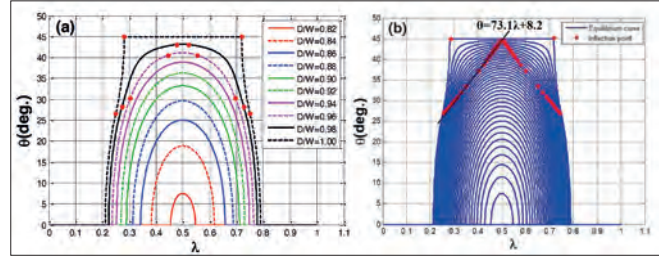 (a)
θ(deg.)
50
45
40
35
30
25
20
15
10
5
0
D/W=0.82
D/W=0.84
D/W=0.86
D/W=0.88
D/W=0.90
D/W=0.92
D/W=0.94
D/W=0.96
D/W=0.98
D/W=1.00
0 0.1 0.2 0.3 0.4 0.5 0.6 0.7 0.8 0.9 1 1.1
λ
(b)
θ=73.1λ+8.2
Equilibrium curve
Inflection point
θ(deg.)
50
45
40
35
30
25
20
15
10
5
0
0 0.1 0.2 0.3 0.4 0.5 0.6 0.7 0.8 0.9 1 1.1
λ